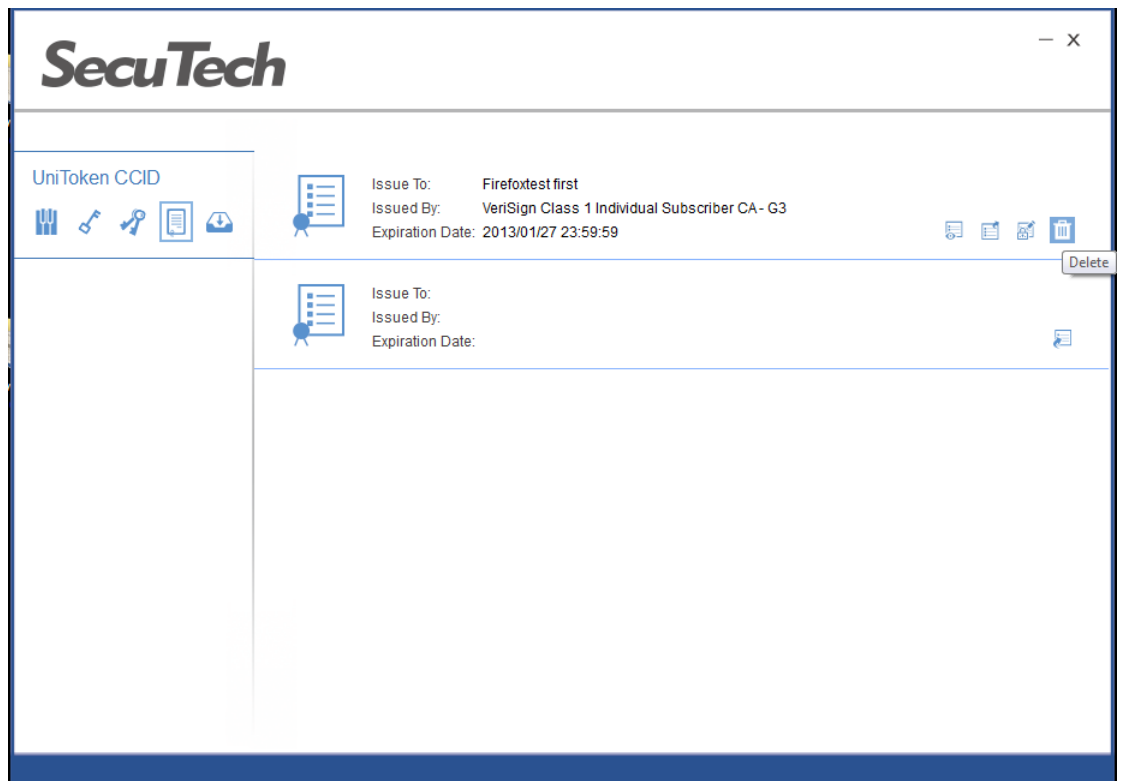 SecuTech
UniToken CCID
Issue To: Firefoxtest first
Issued By: VeriSign Class 1 Individual Subscriber CA - G3
Expiration Date: 2013/01/27 23:59:59
Delete
Issue To:
Issued By:
Expiration Date: